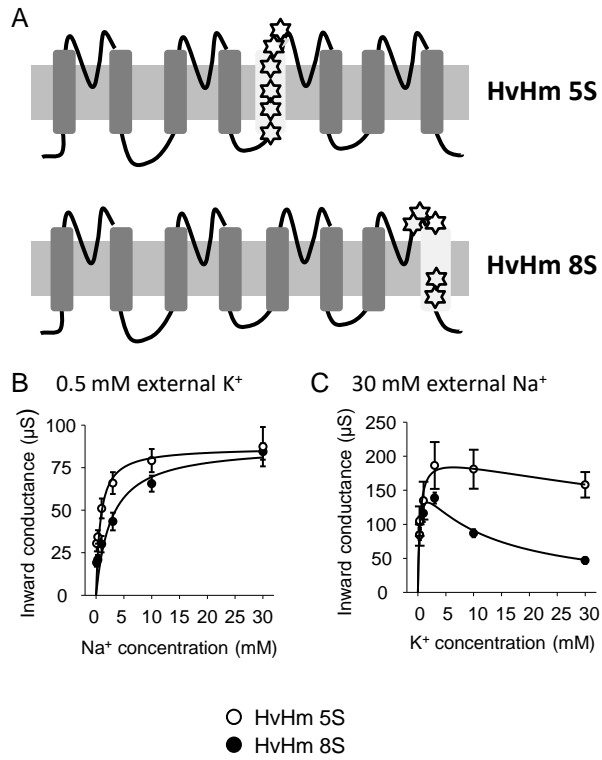 A
HvHm 5S
HvHm 8S
B 0.5 mM external K⁺
Inward conductance (µS)
100
75
50
25
0
0 5 10 15 20 25 30
Na⁺ concentration (mM)
C 30 mM external Na⁺
Inward conductance (µS)
250
200
150
100
50
0
0 5 10 15 20 25 30
K⁺ concentration (mM)
HvHm 5S
HvHm 8S